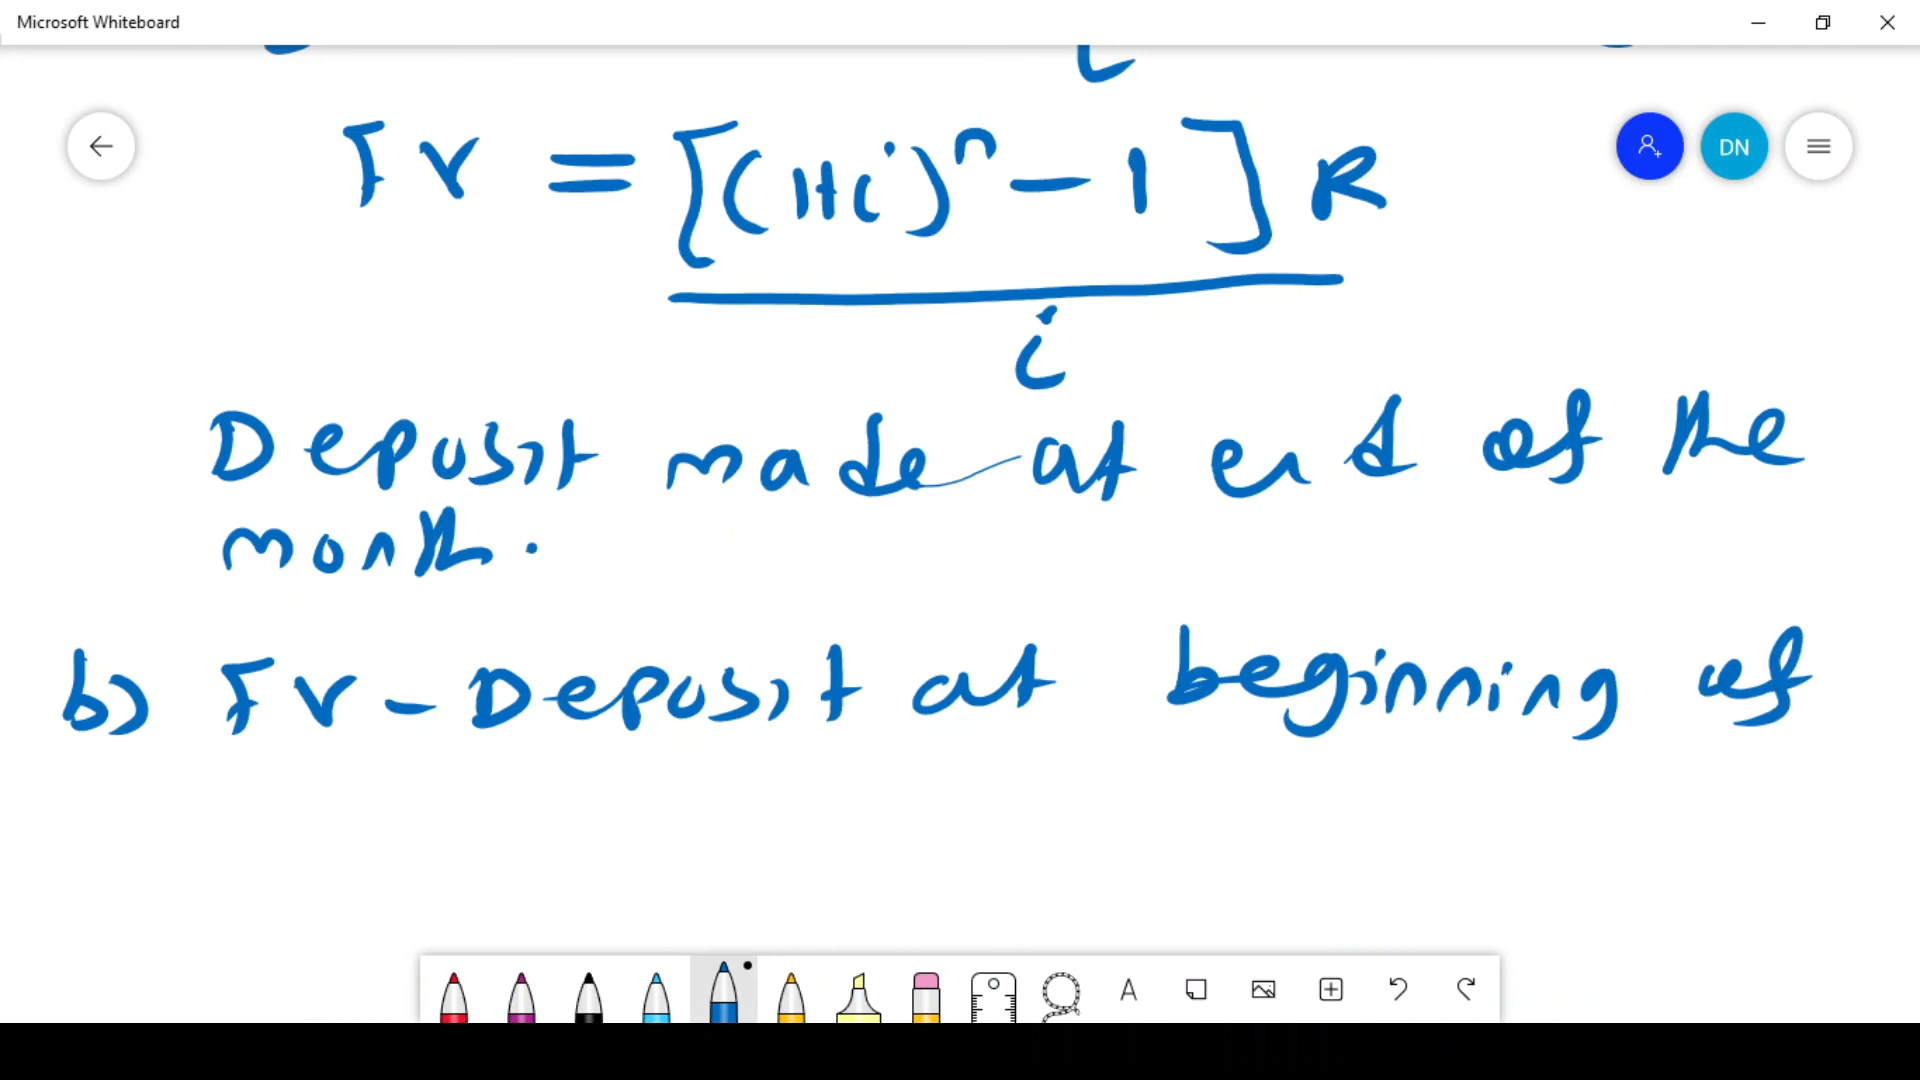 Microsoft Whiteboard
FV = [(1+i)ⁿ - 1] R
i
DN
Deposit made at end of the
month.
b) FV - Deposit at beginning of
A